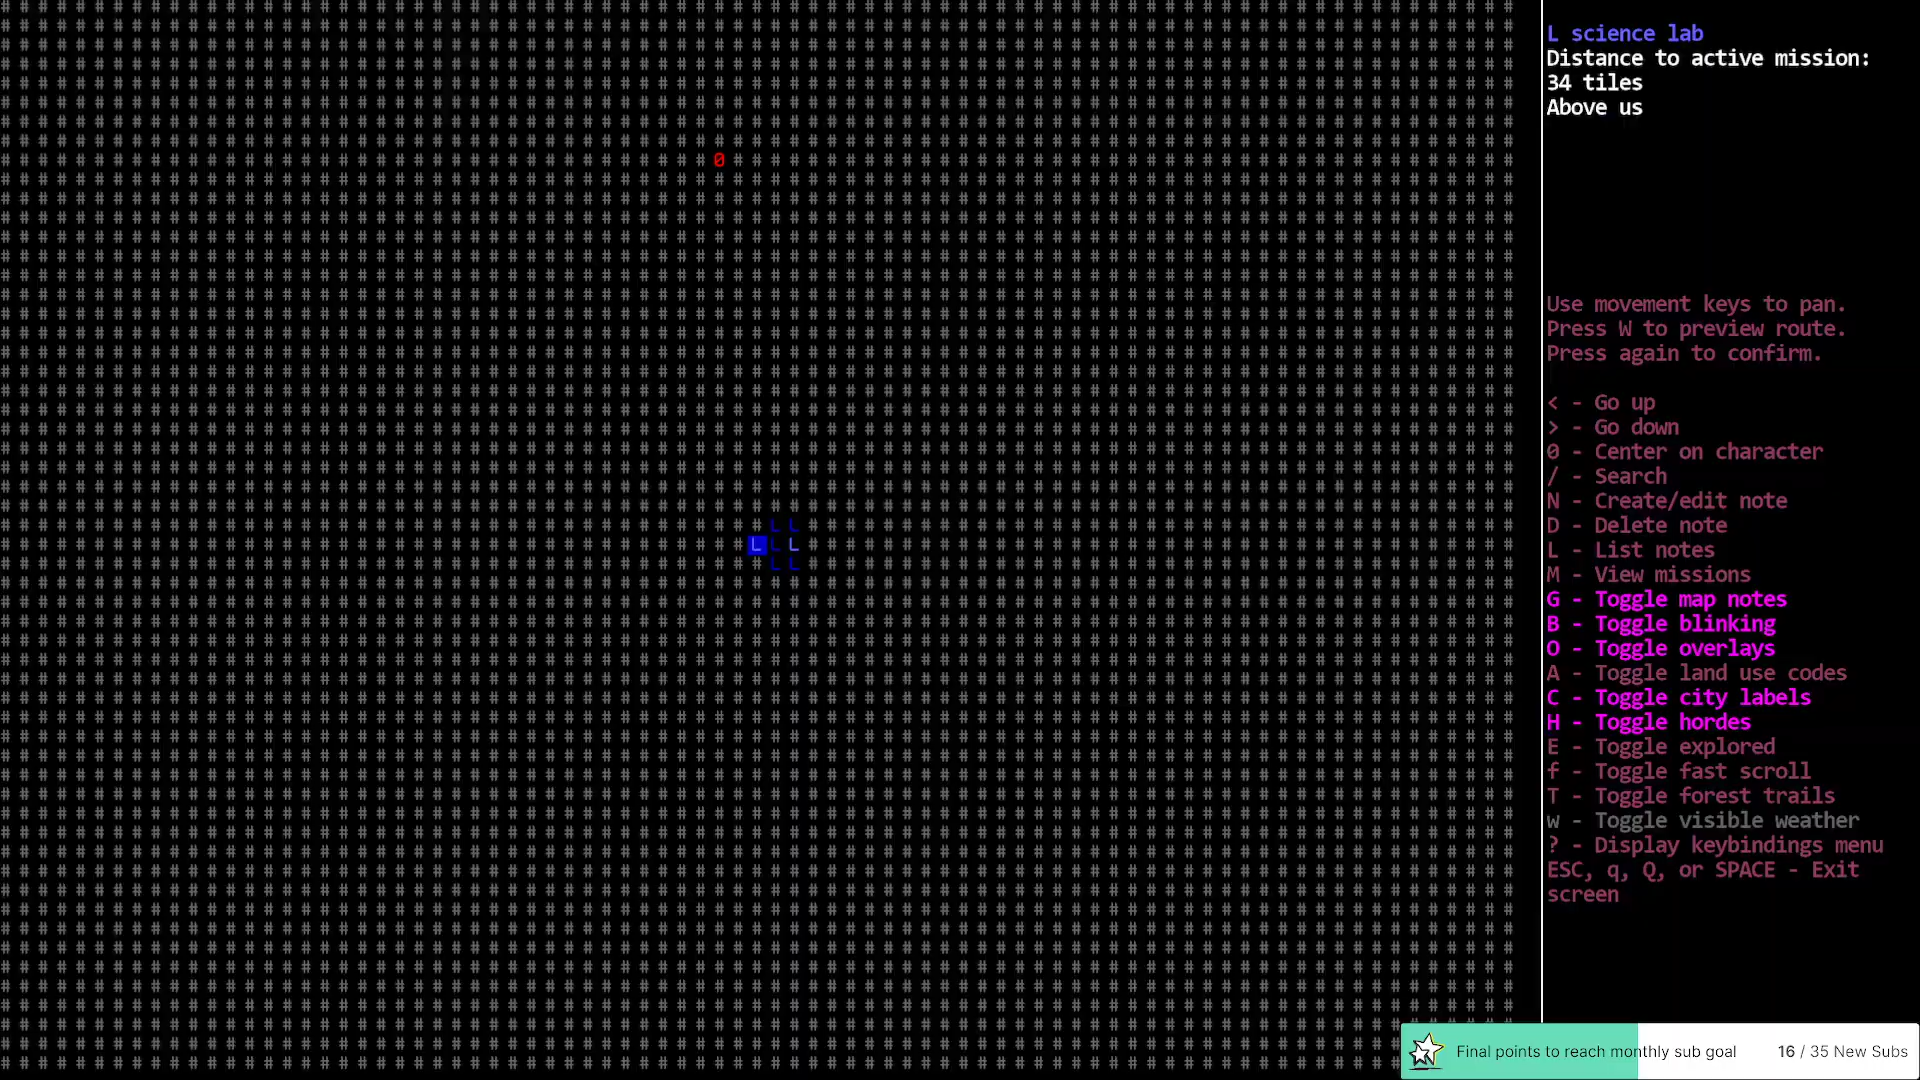 L science lab
Distance to active mission:
34 tiles
Above us
0
L L
L L L
L L
Use movement keys to pan.
Press W to preview route.
Press again to confirm.
< - Go up
> - Go down
0 - Center on character
/ - Search
N - Create/edit note
D - Delete note
L - List notes
M - View missions
G - Toggle map notes
B - Toggle blinking
O - Toggle overlays
A - Toggle land use codes
C - Toggle city labels
H - Toggle hordes
E - Toggle explored
f - Toggle fast scroll
T - Toggle forest trails
w - Toggle visible weather
? - Display keybindings menu
ESC, q, Q, or SPACE - Exit
screen
Final points to reach monthly sub goal 16 / 35 New Subs